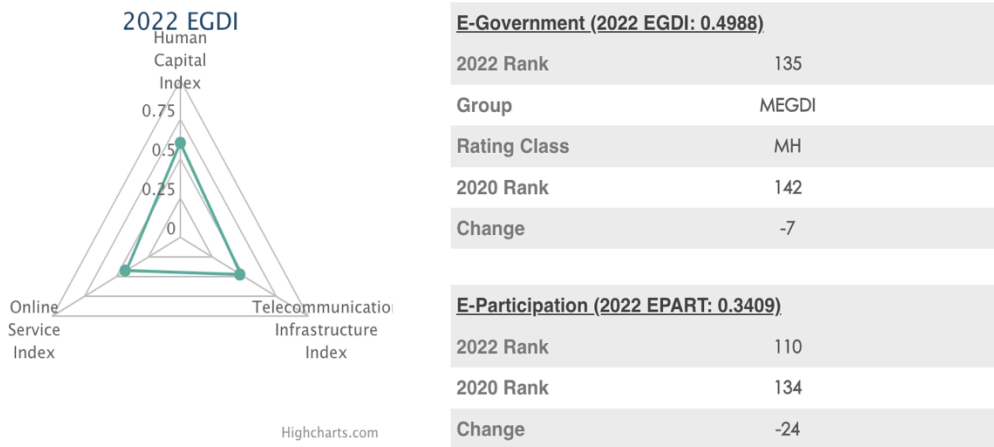 2022 EGDI
Human
Capital
Index
0.75
0.5
0.25
0
Online
Service
Index
Telecommunication
Infrastructure
Index
Highcharts.com
E-Government (2022 EGDI: 0.4988)
2022 Rank 135
Group MEGDI
Rating Class MH
2020 Rank 142
Change -7
E-Participation (2022 EPART: 0.3409)
2022 Rank 110
2020 Rank 134
Change -24